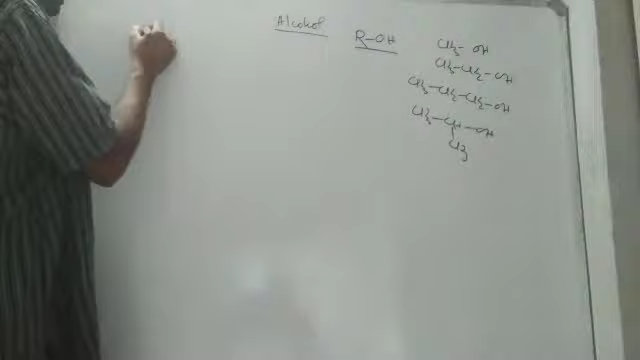 Alcohol
R-OH
CH3- OH
CH3-CH2-OH
CH3-CH2-CH2-OH
CH3-CH-OH
CH3